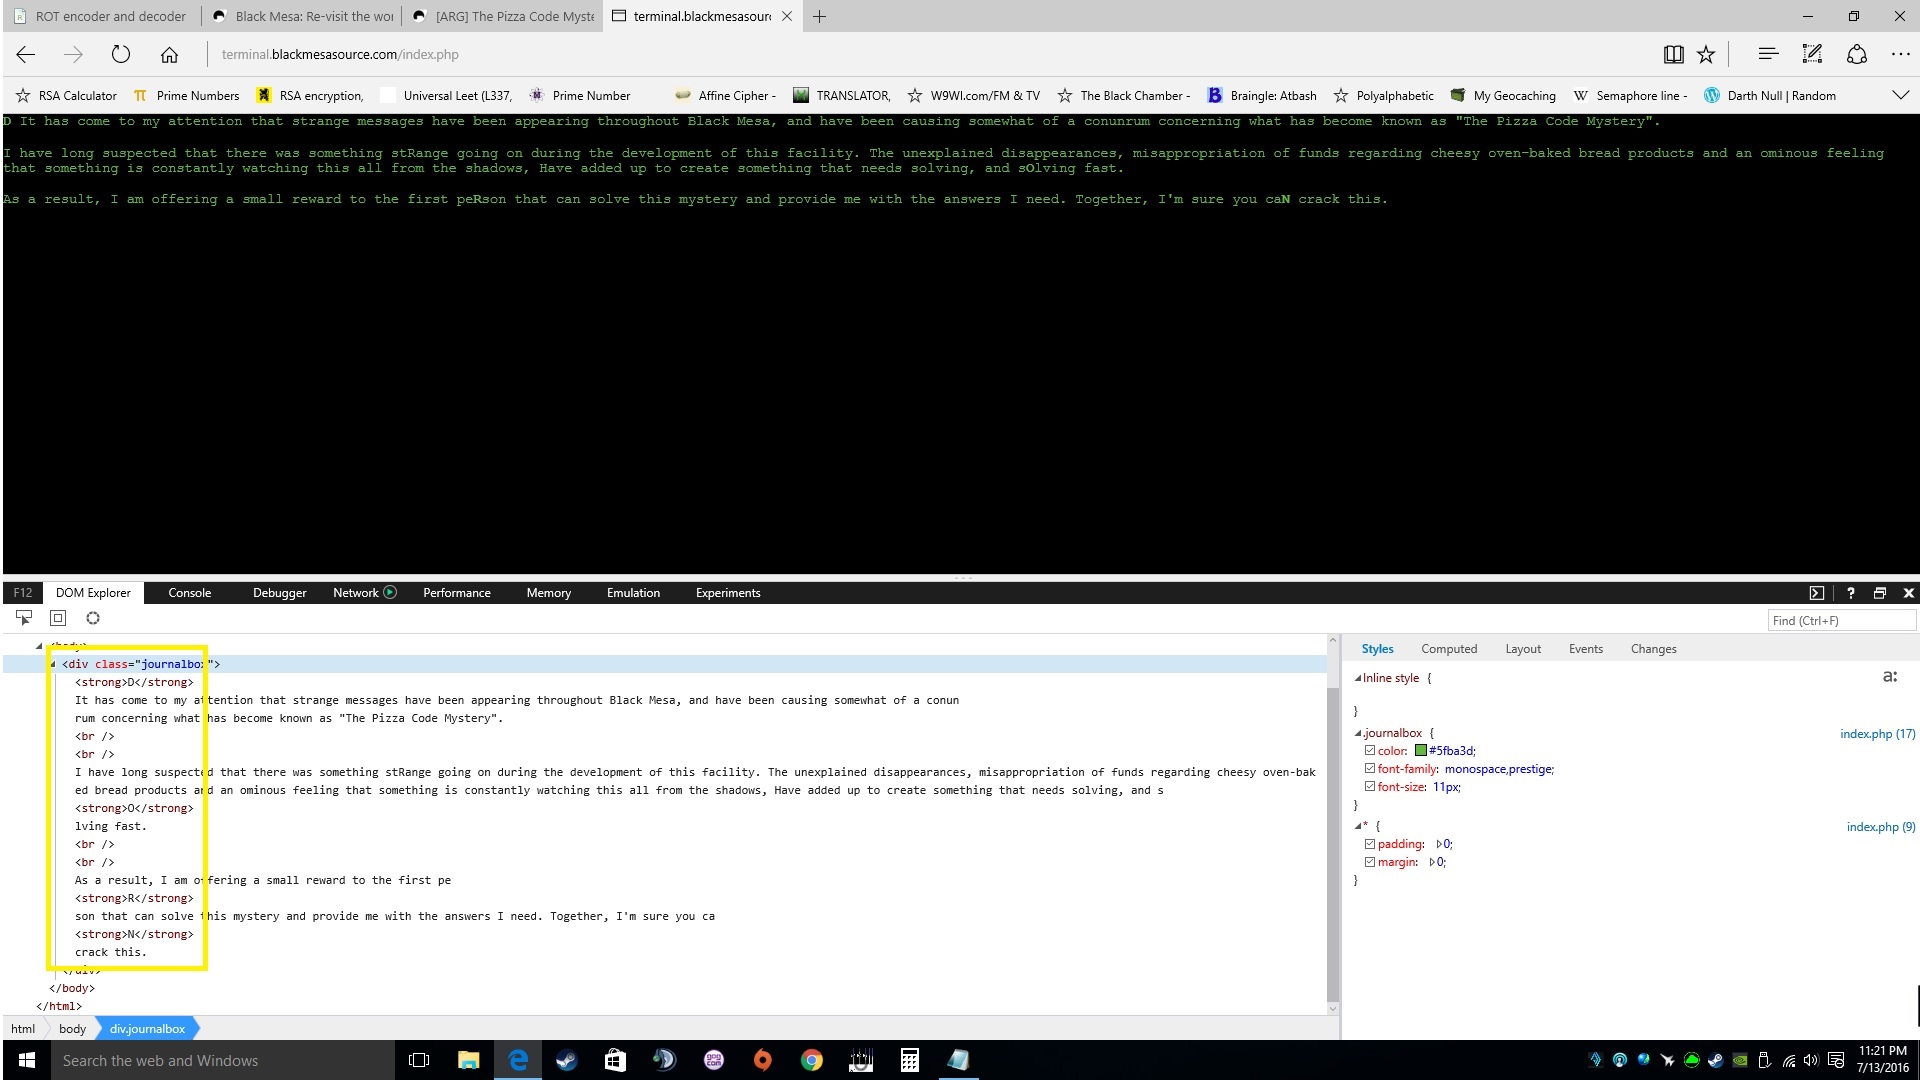 ROT encoder and decoder
Black Mesa: Re-visit the wor
[ARG] The Pizza Code Myste
terminal.blackmesasourc
terminal.blackmesasource.com/index.php
RSA Calculator
Prime Numbers
RSA encryption,
Universal Leet (L337,
Prime Number
Affine Cipher -
TRANSLATOR,
W9WI.com/FM & TV
The Black Chamber -
Braingle: Atbash
Polyalphabetic
My Geocaching
Semaphore line -
Darth Null | Random
D It has come to my attention that strange messages have been appearing throughout Black Mesa, and have been causing somewhat of a conunrum concerning what has become known as "The Pizza Code Mystery".
I have long suspected that there was something stRange going on during the development of this facility. The unexplained disappearances, misappropriation of funds regarding cheesy oven-baked bread products and an ominous feeling
that something is constantly watching this all from the shadows, Have added up to create something that needs solving, and sOlving fast.
As a result, I am offering a small reward to the first peRson that can solve this mystery and provide me with the answers I need. Together, I'm sure you caN crack this.
F12 DOM Explorer Console Debugger Network Performance Memory Emulation Experiments
Find (Ctrl+F)
<body>
<div class="journalbox">
<strong>D</strong>
It has come to my attention that strange messages have been appearing throughout Black Mesa, and have been causing somewhat of a conun
rum concerning what has become known as "The Pizza Code Mystery".
<br />
<br />
I have long suspected that there was something stRange going on during the development of this facility. The unexplained disappearances, misappropriation of funds regarding cheesy oven-bak
ed bread products and an ominous feeling that something is constantly watching this all from the shadows, Have added up to create something that needs solving, and s
<strong>O</strong>
lving fast.
<br />
<br />
As a result, I am offering a small reward to the first pe
<strong>R</strong>
son that can solve this mystery and provide me with the answers I need. Together, I'm sure you ca
<strong>N</strong>
crack this.
</div>
</body>
</html>
html body div.journalbox
Styles Computed Layout Events Changes
Inline style {
a:
}
.journalbox { index.php (17)
color: #5fba3d;
font-family: monospace,prestige;
font-size: 11px;
}
* { index.php (9)
padding: 0;
margin: 0;
}
Search the web and Windows
11:21 PM
7/13/2016